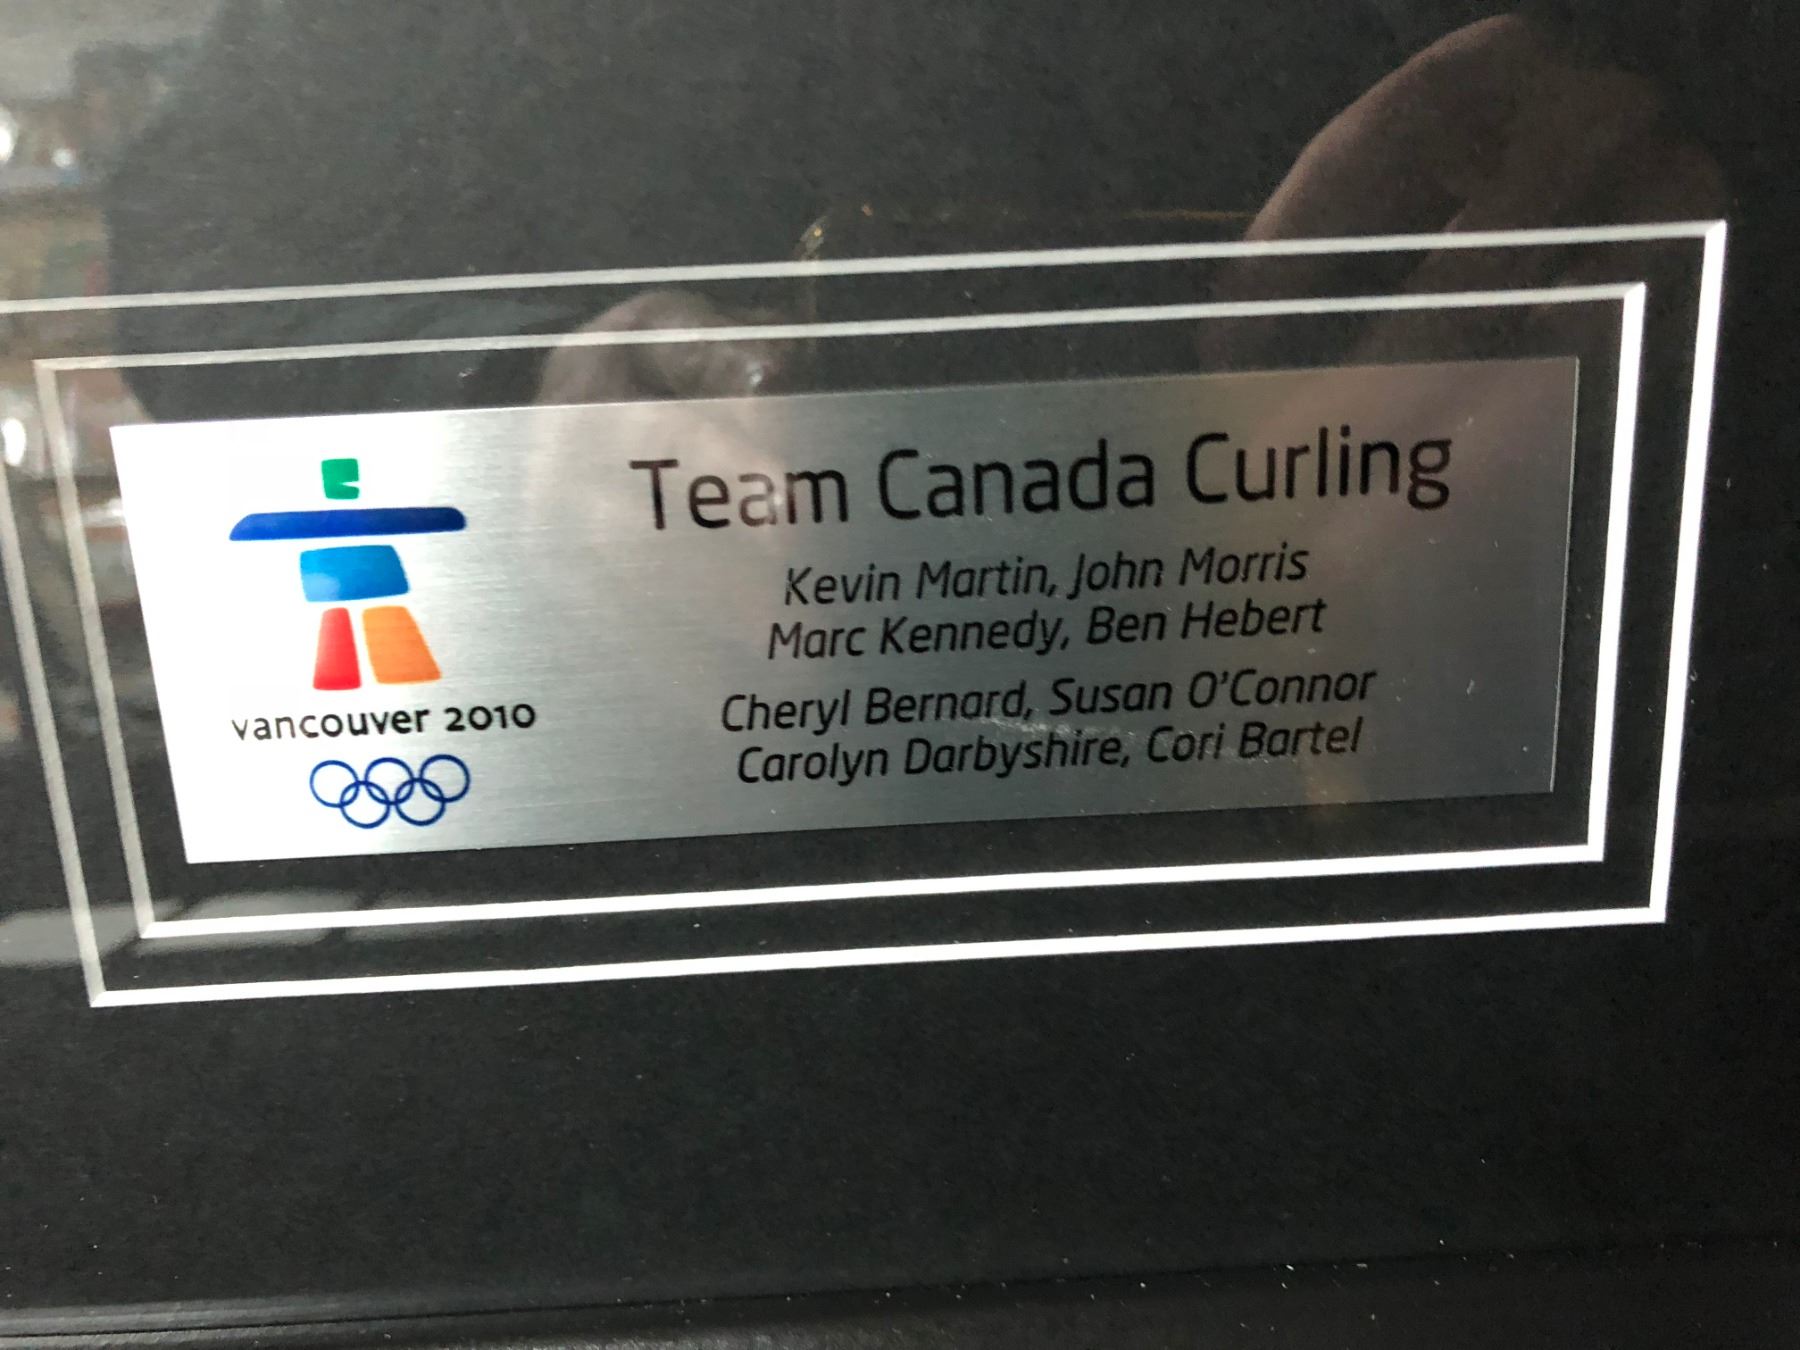 vancouver 2010
Team Canada Curling
Kevin Martin, John Morris
Marc Kennedy, Ben Hebert
Cheryl Bernard, Susan O'Connor
Carolyn Darbyshire, Cori Bartel